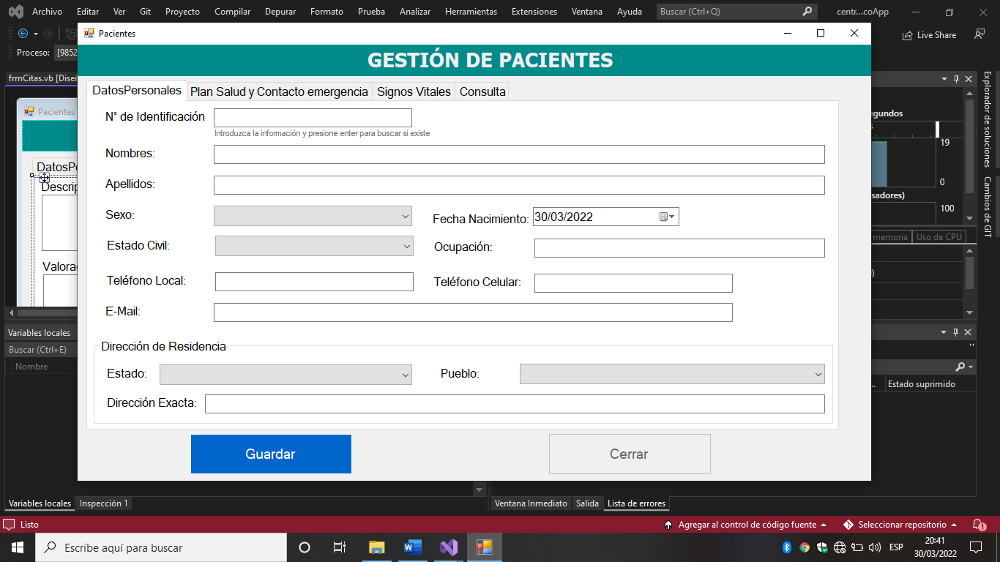 Archivo Editar Ver Git Proyecto Compilar Depurar Formato Prueba Analizar Herramientas Extensiones Ventana Ayuda Buscar (Ctrl+Q) centr...coApp
Live Share
Proceso: [9852
frmCitas.vb [Diseñ
Pacientes
GESTIÓN DE PACIENTES
DatosPersonales Plan Salud y Contacto emergencia Signos Vitales Consulta
N° de Identificación
Introduzca la información y presione enter para buscar si existe
Nombres:
Apellidos:
Sexo: Fecha Nacimiento: 30/03/2022
Estado Civil: Ocupación:
Teléfono Local: Teléfono Celular:
E-Mail:
Dirección de Residencia
Estado: Pueblo:
Dirección Exacta:
Guardar Cerrar
Pacientes
DatosPe
Descrip
Valorac
egundos
s
19
0
sadores)
100
memoria Uso de CPU
)
Explorador de soluciones
Cambios de GIT
Variables locales
Buscar (Ctrl+E)
Nombre
.. Estado suprimido
Variables locales Inspección 1 Ventana Inmediato Salida Lista de errores
Listo Agregar al control de código fuente Seleccionar repositorio 1
Escribe aquí para buscar ESP 20:41
30/03/2022